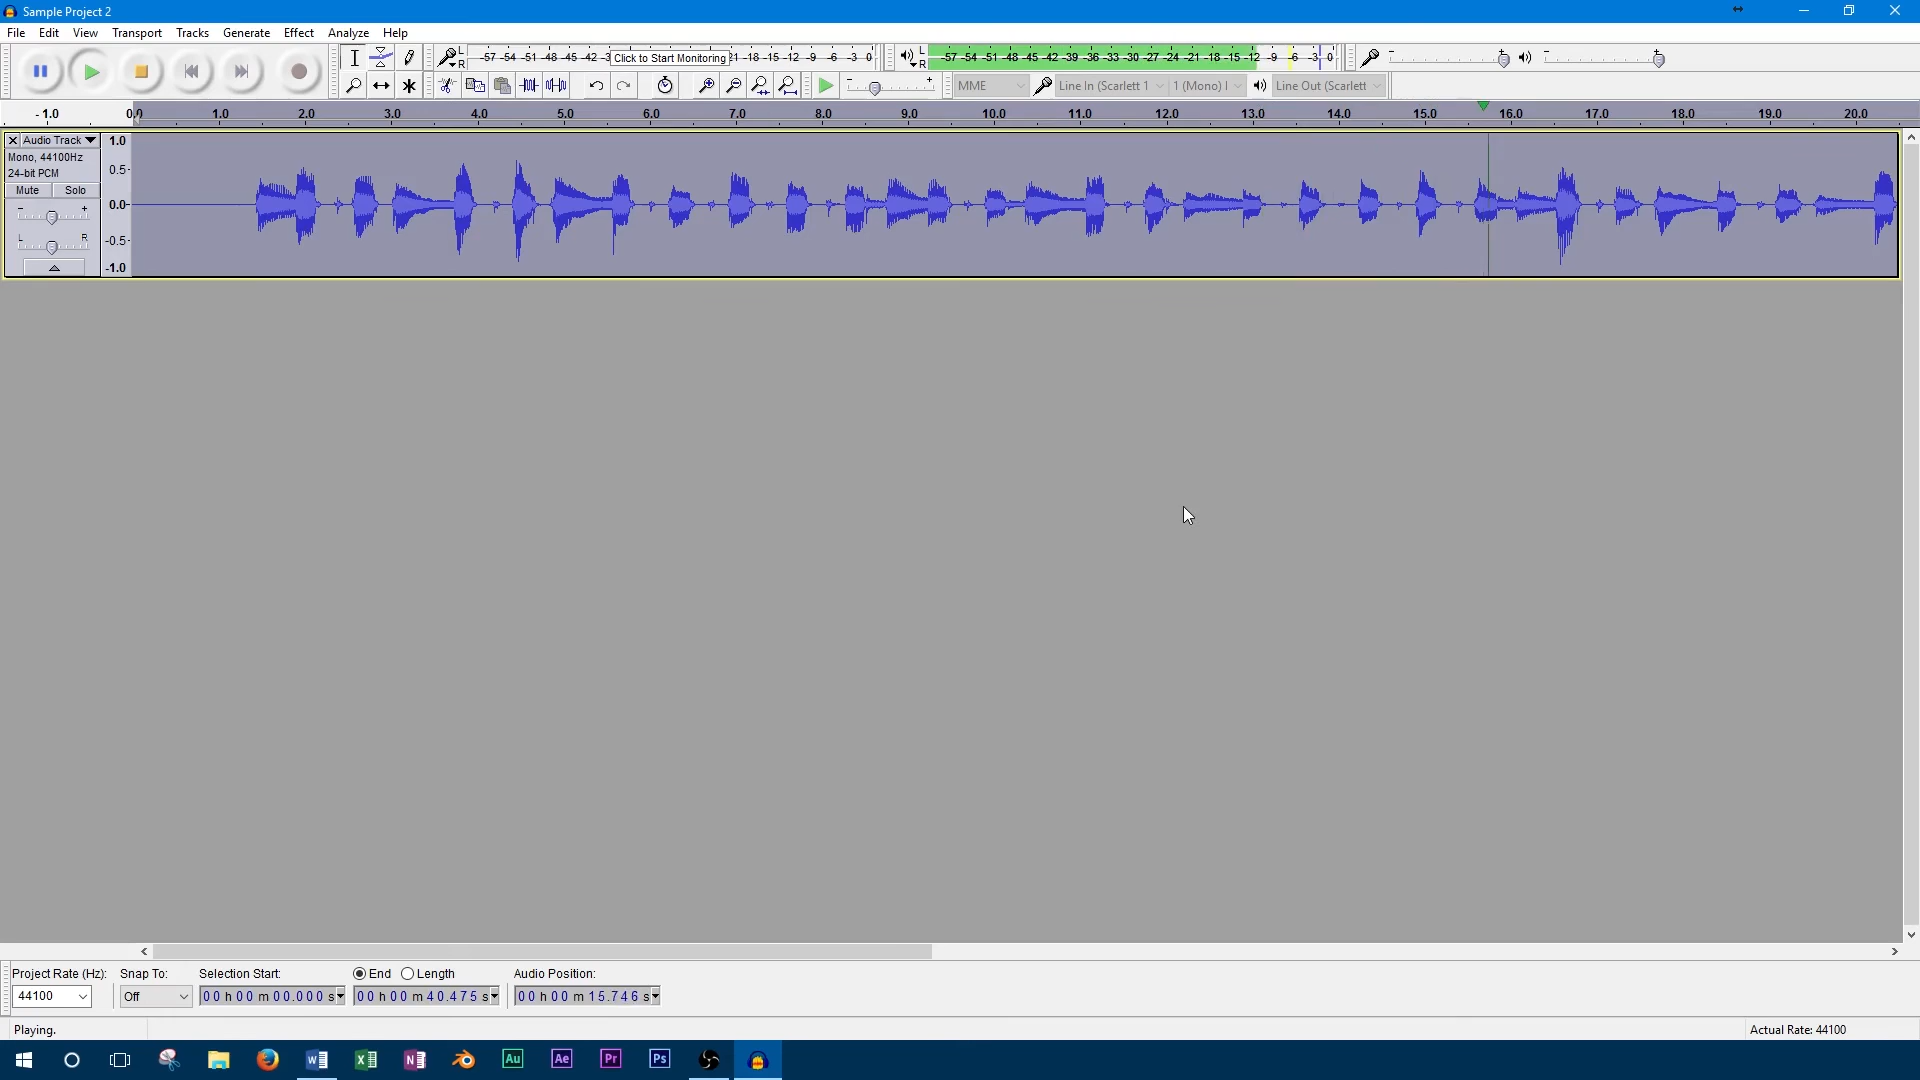 Sample Project 2
File Edit View Transport Tracks Generate Effect Analyze Help
L R -57 -54 -51 -48 -45 -42 -3 Click to Start Monitoring 21 -18 -15 -12 -9 -6 -3 0 L R -57 -54 -51 -48 -45 -42 -39 -36 -33 -30 -27 -24 -21 -18 -15 -12 -9 -6 -3 0 - + - +
- + MME Line In (Scarlett 1 1 (Mono) I Line Out (Scarlett
- 1.0 0.0 1.0 2.0 3.0 4.0 5.0 6.0 7.0 8.0 9.0 10.0 11.0 12.0 13.0 14.0 15.0 16.0 17.0 18.0 19.0 20.0
Audio Track 1.0
Mono, 44100Hz
24-bit PCM 0.5-
Mute Solo
- + 0.0-
L R -0.5-
-1.0
Project Rate (Hz): Snap To: Selection Start: End Length Audio Position:
44100 Off 00 h 00 m 00.000 s 00 h 00 m 40.475 s 00 h 00 m 15.746 s
Playing. Actual Rate: 44100
W X N Au Ae Pr Ps